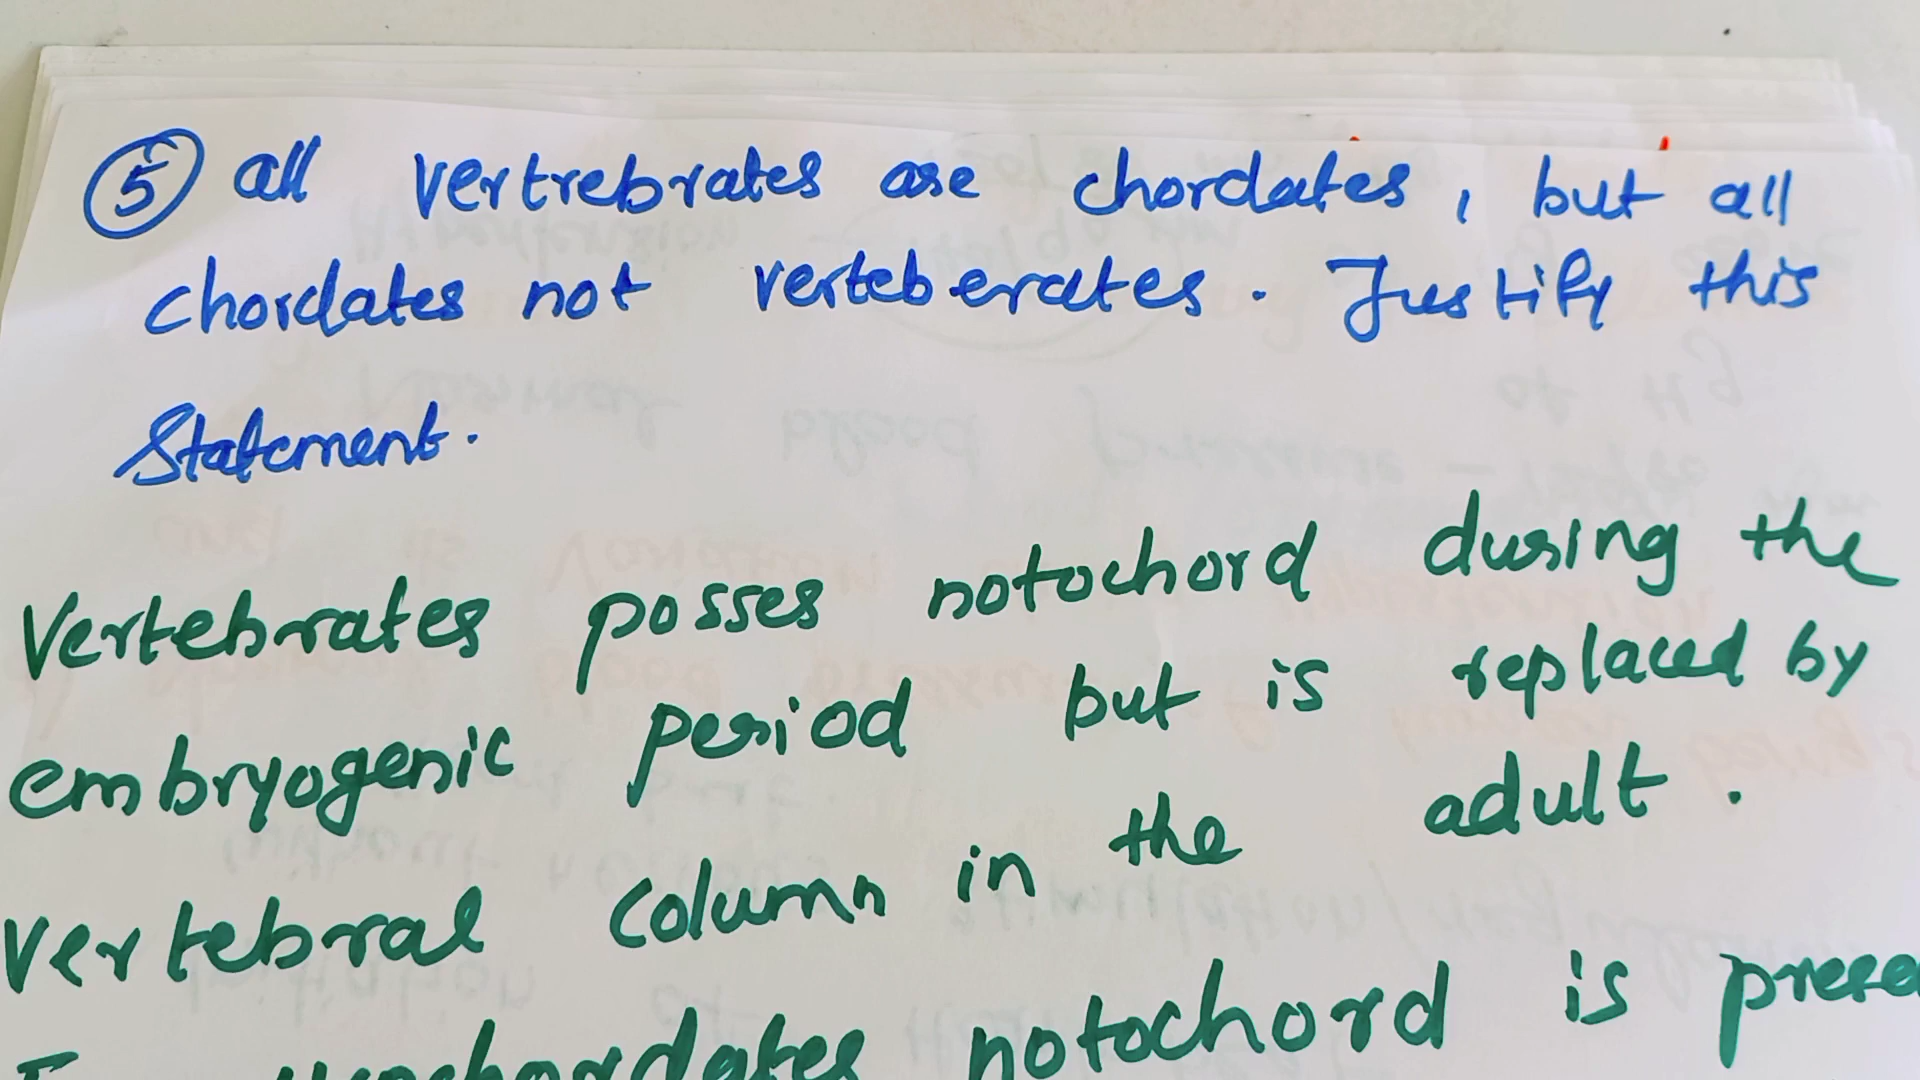 5 all vertrebrates are chordates, but all
chordates not verteberates. Justify this
Statement.
Vertebrates posses notochord during the
embryogenic period but is replaced by
vertebral column in the adult.
notochord is